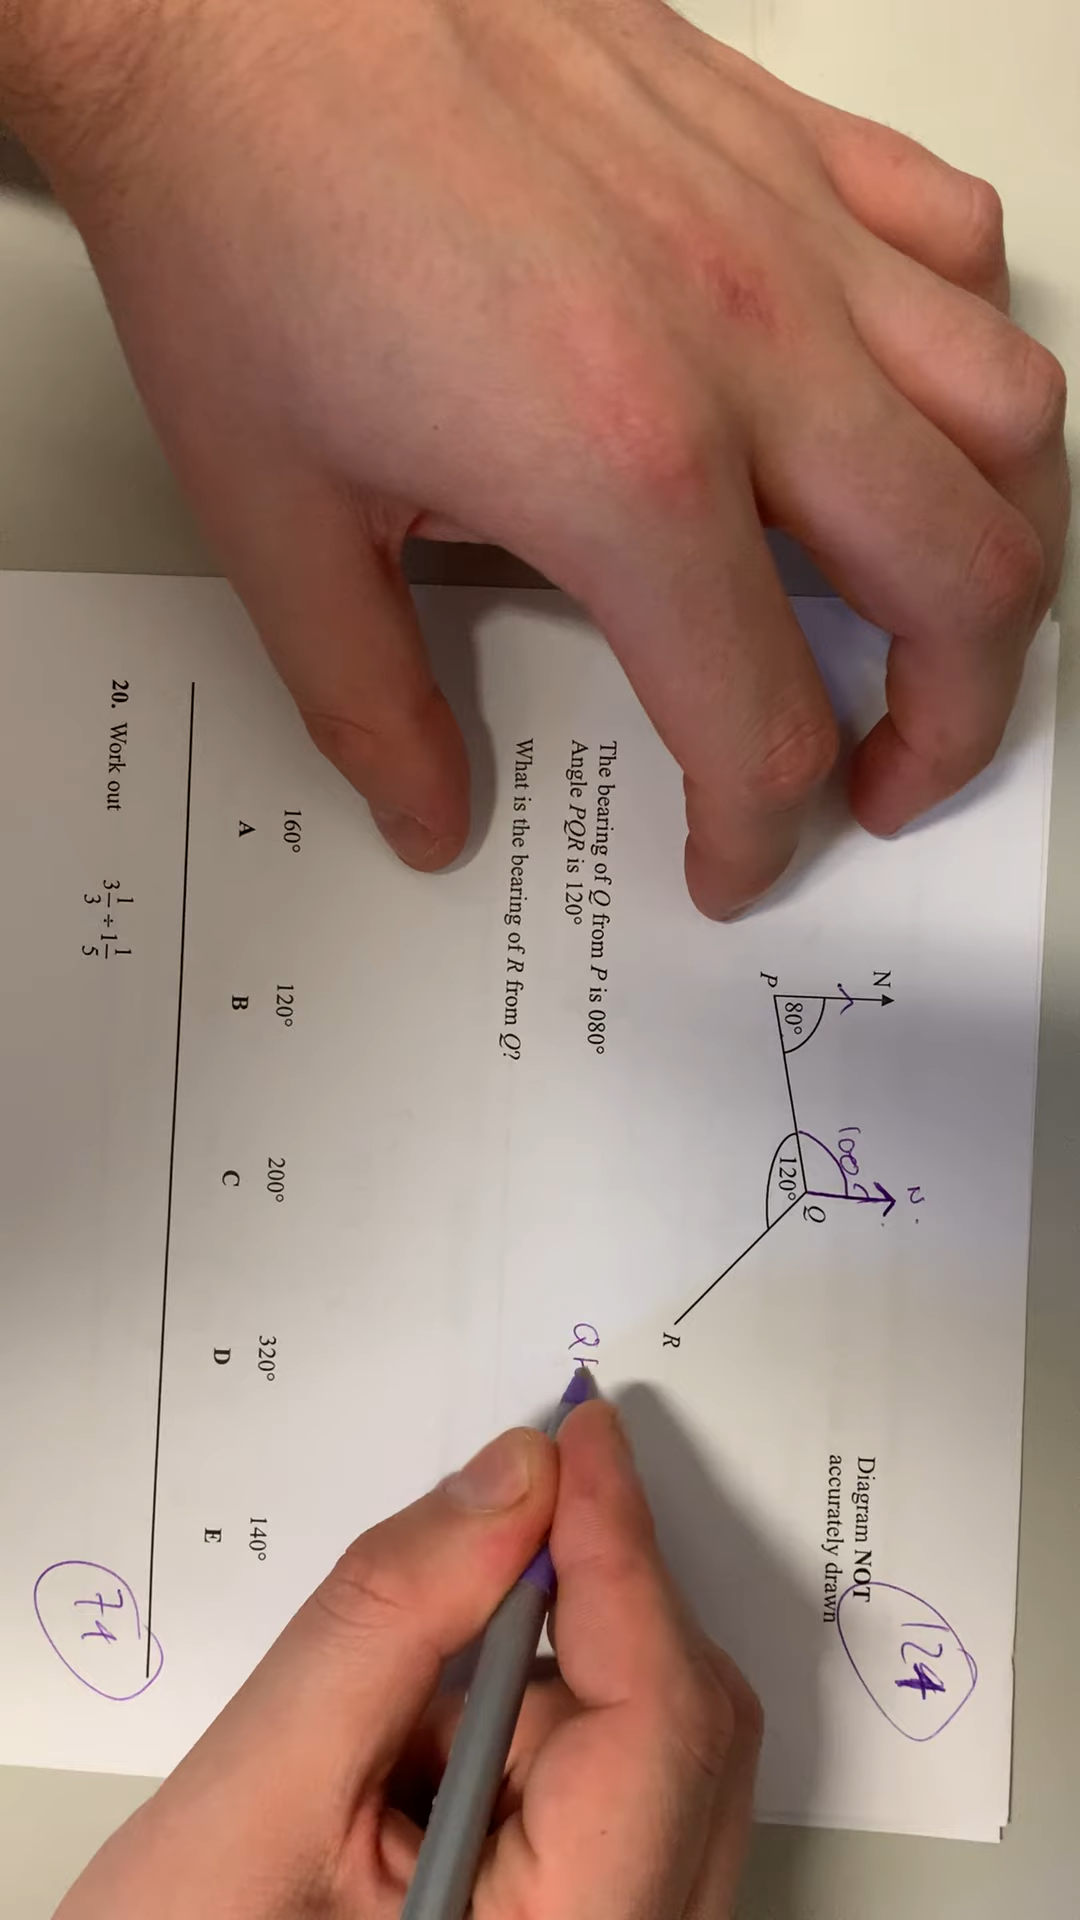 124
Diagram NOT
accurately drawn
N
N
100°
80°
P
Q
120°
R
The bearing of Q from P is 080°
Angle PQR is 120°
What is the bearing of R from Q?
Q
160° 120° 200° 320° 140°
A B C D E
20. Work out 3 1/3 ÷ 1 1/5